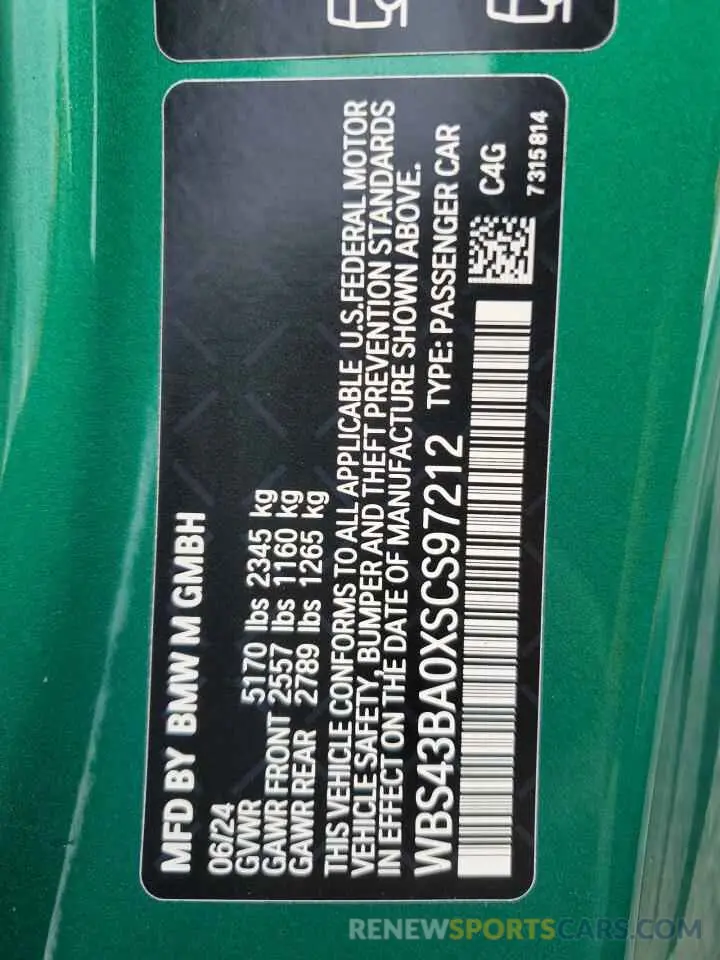 MFD BY BMW M GMBH
06/24
GVWR 5170 lbs 2345 kg
GAWR FRONT 2557 lbs 1160 kg
GAWR REAR 2789 lbs 1265 kg
THIS VEHICLE CONFORMS TO ALL APPLICABLE U.S.FEDERAL MOTOR
VEHICLE SAFETY, BUMPER AND THEFT PREVENTION STANDARDS
IN EFFECT ON THE DATE OF MANUFACTURE SHOWN ABOVE.
WBS43BA0XSCS97212 TYPE: PASSENGER CAR
C4G
7315814
RENEWSPORTSCARS.COM